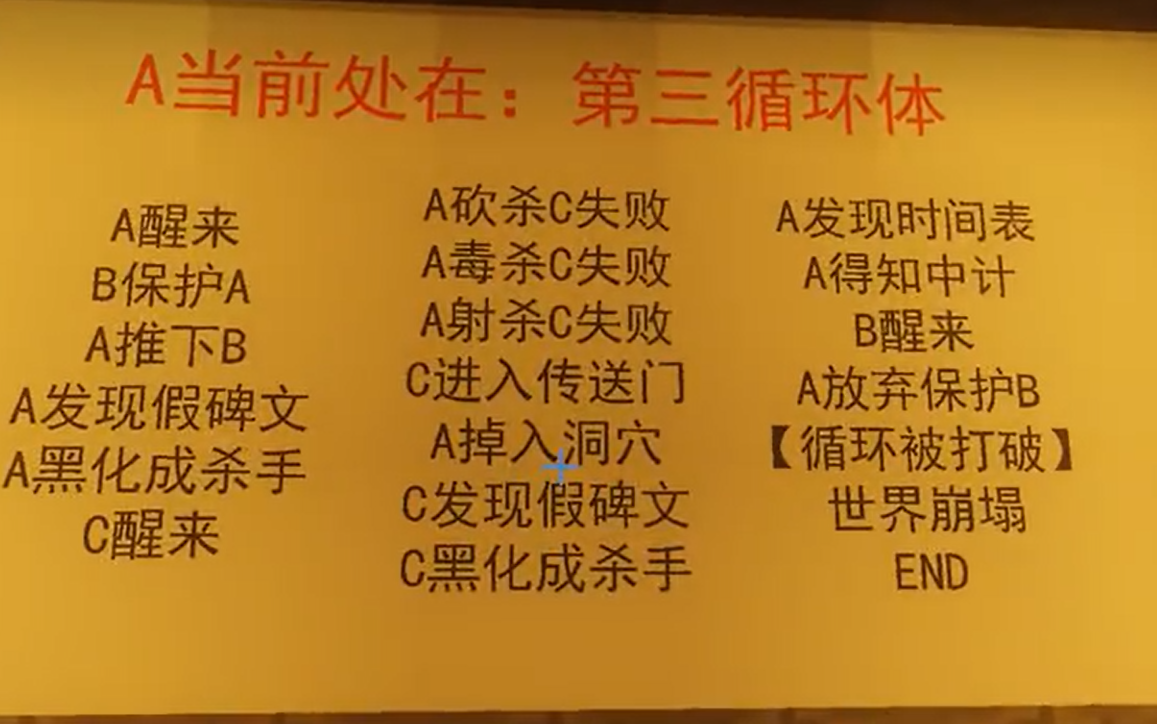 A当前处在：第三循环体
A醒来
B保护A
A推下B
A发现假碑文
A黑化成杀手
C醒来
A砍杀C失败
A毒杀C失败
A射杀C失败
C进入传送门
A掉入洞穴
C发现假碑文
C黑化成杀手
A发现时间表
A得知中计
B醒来
A放弃保护B
【循环被打破】
世界崩塌
END